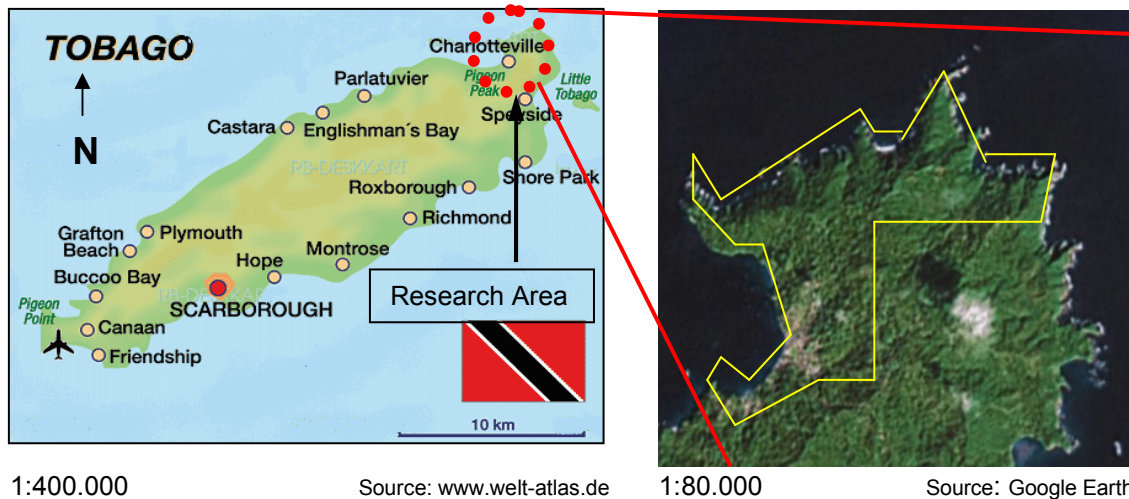 TOBAGO
N
Charlotteville
Pigeon
Peak
Little
Tobago
Speyside
Parlatuvier
Castara
Englishman´s Bay
RB-DESKKART
Shore Park
Roxborough
Richmond
Grafton
Beach
Plymouth
Montrose
Hope
Buccoo Bay
RB-DESKKART
SCARBOROUGH
Pigeon
Point
Canaan
Friendship
Research Area
10 km
1:400.000
Source: www.welt-atlas.de
1:80.000
Source: Google Earth